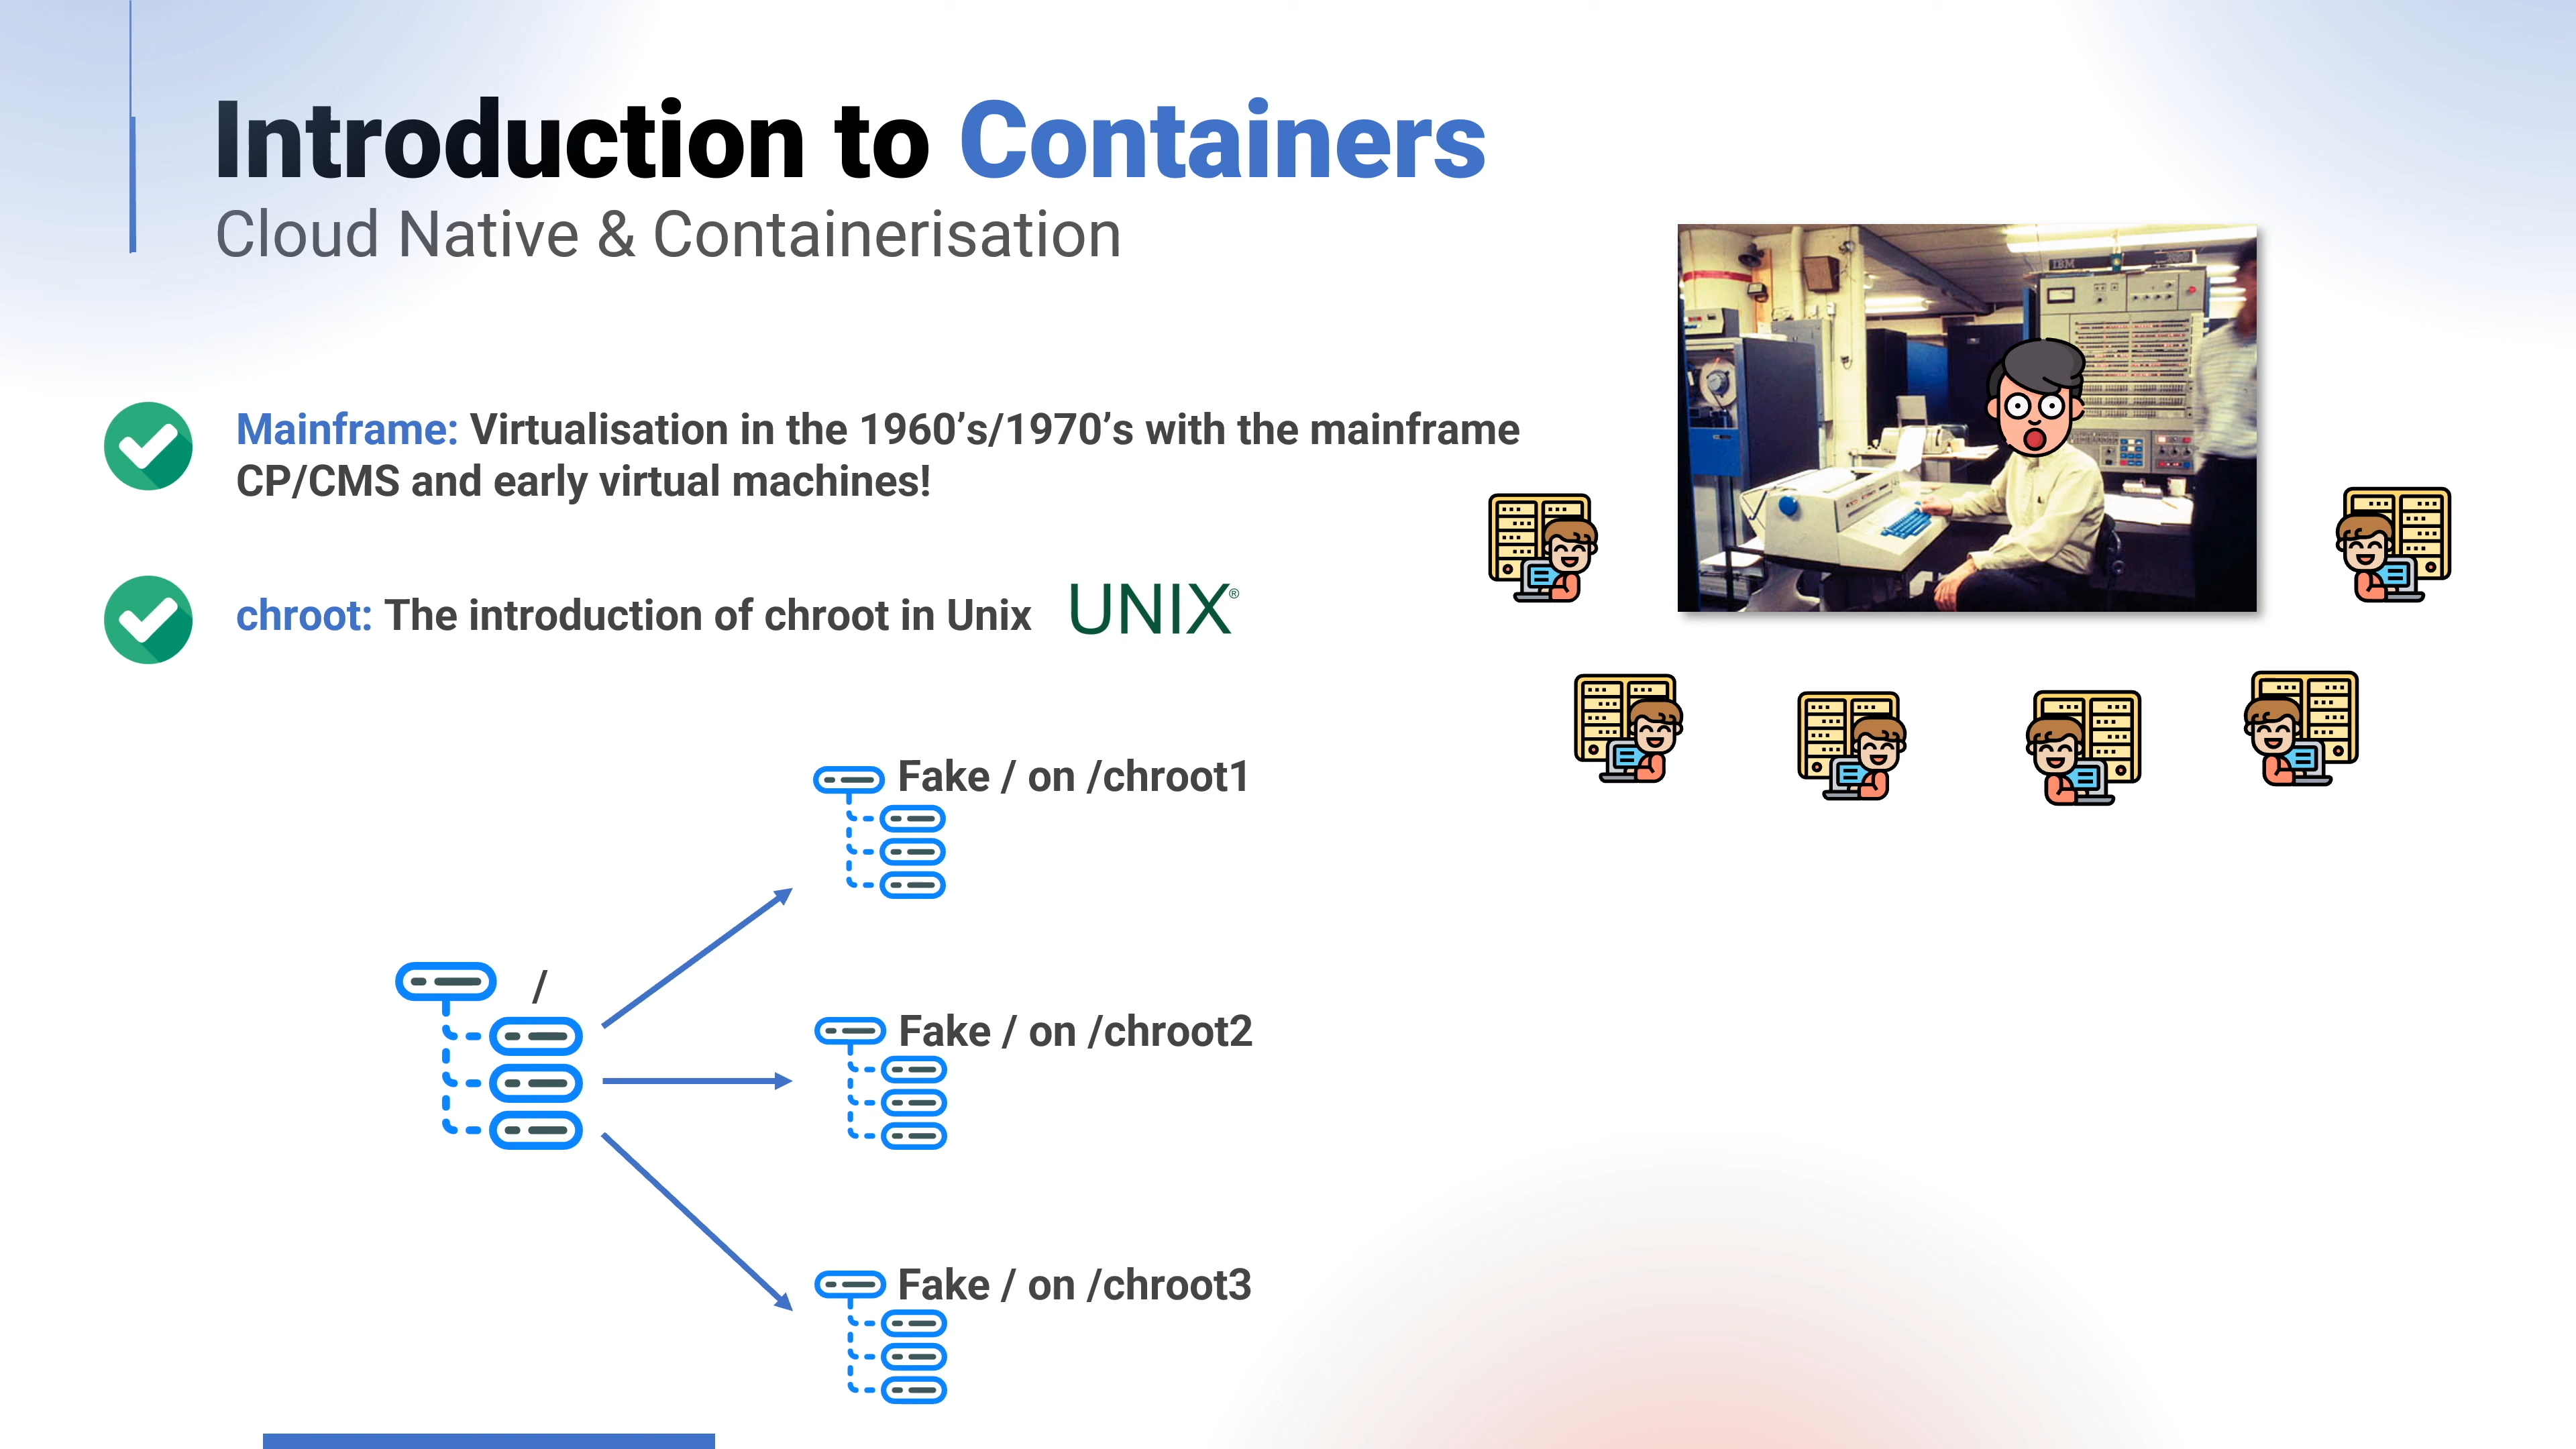 Introduction to Containers
Cloud Native & Containerisation
Mainframe: Virtualisation in the 1960’s/1970’s with the mainframe
CP/CMS and early virtual machines!
chroot: The introduction of chroot in Unix
UNIX®
IBM
Fake / on /chroot1
/
Fake / on /chroot2
Fake / on /chroot3